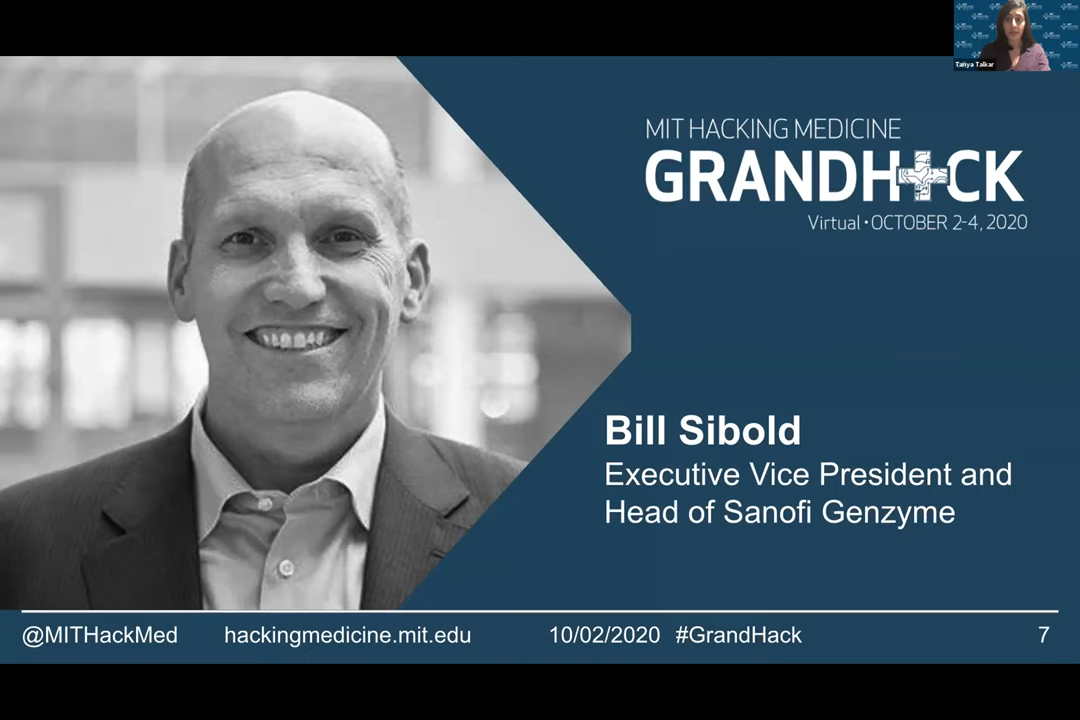 Tanya Talkar
MIT HACKING MEDICINE
GRANDH CK
Virtual • OCTOBER 2-4, 2020
Bill Sibold
Executive Vice President and
Head of Sanofi Genzyme
@MITHackMed hackingmedicine.mit.edu 10/02/2020 #GrandHack 7